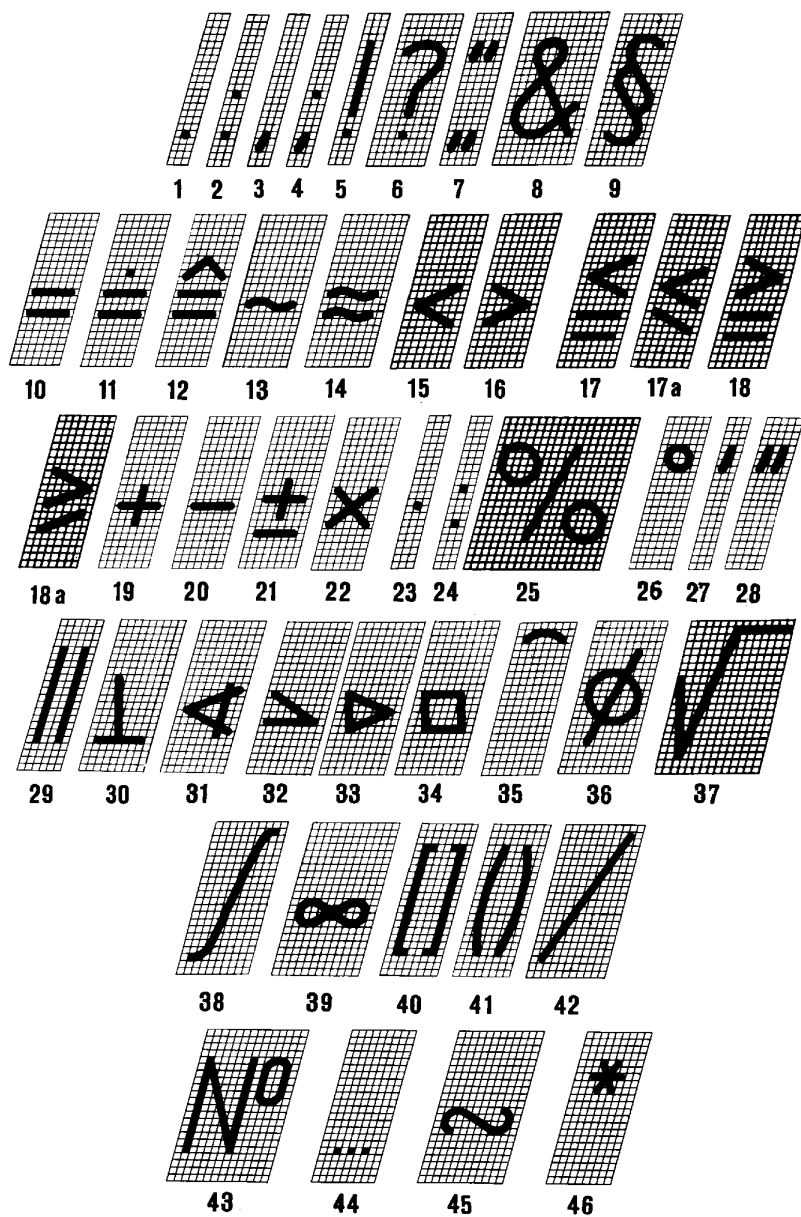 . : , ; ! ? „" & §
1 2 3 4 5 6 7 8 9
= ≐ ≙ ~ ≈ < > ≦ ⩽ ≧
10 11 12 13 14 15 16 17 17a 18
⩾ + − ± × · : % ° ′ ″
18a 19 20 21 22 23 24 25 26 27 28
∥ ⊥ ∢ > ▷ □ ⌒ ⌀ √
29 30 31 32 33 34 35 36 37
∫ ∞ [] () /
38 39 40 41 42
№ ... ∾ *
43 44 45 46